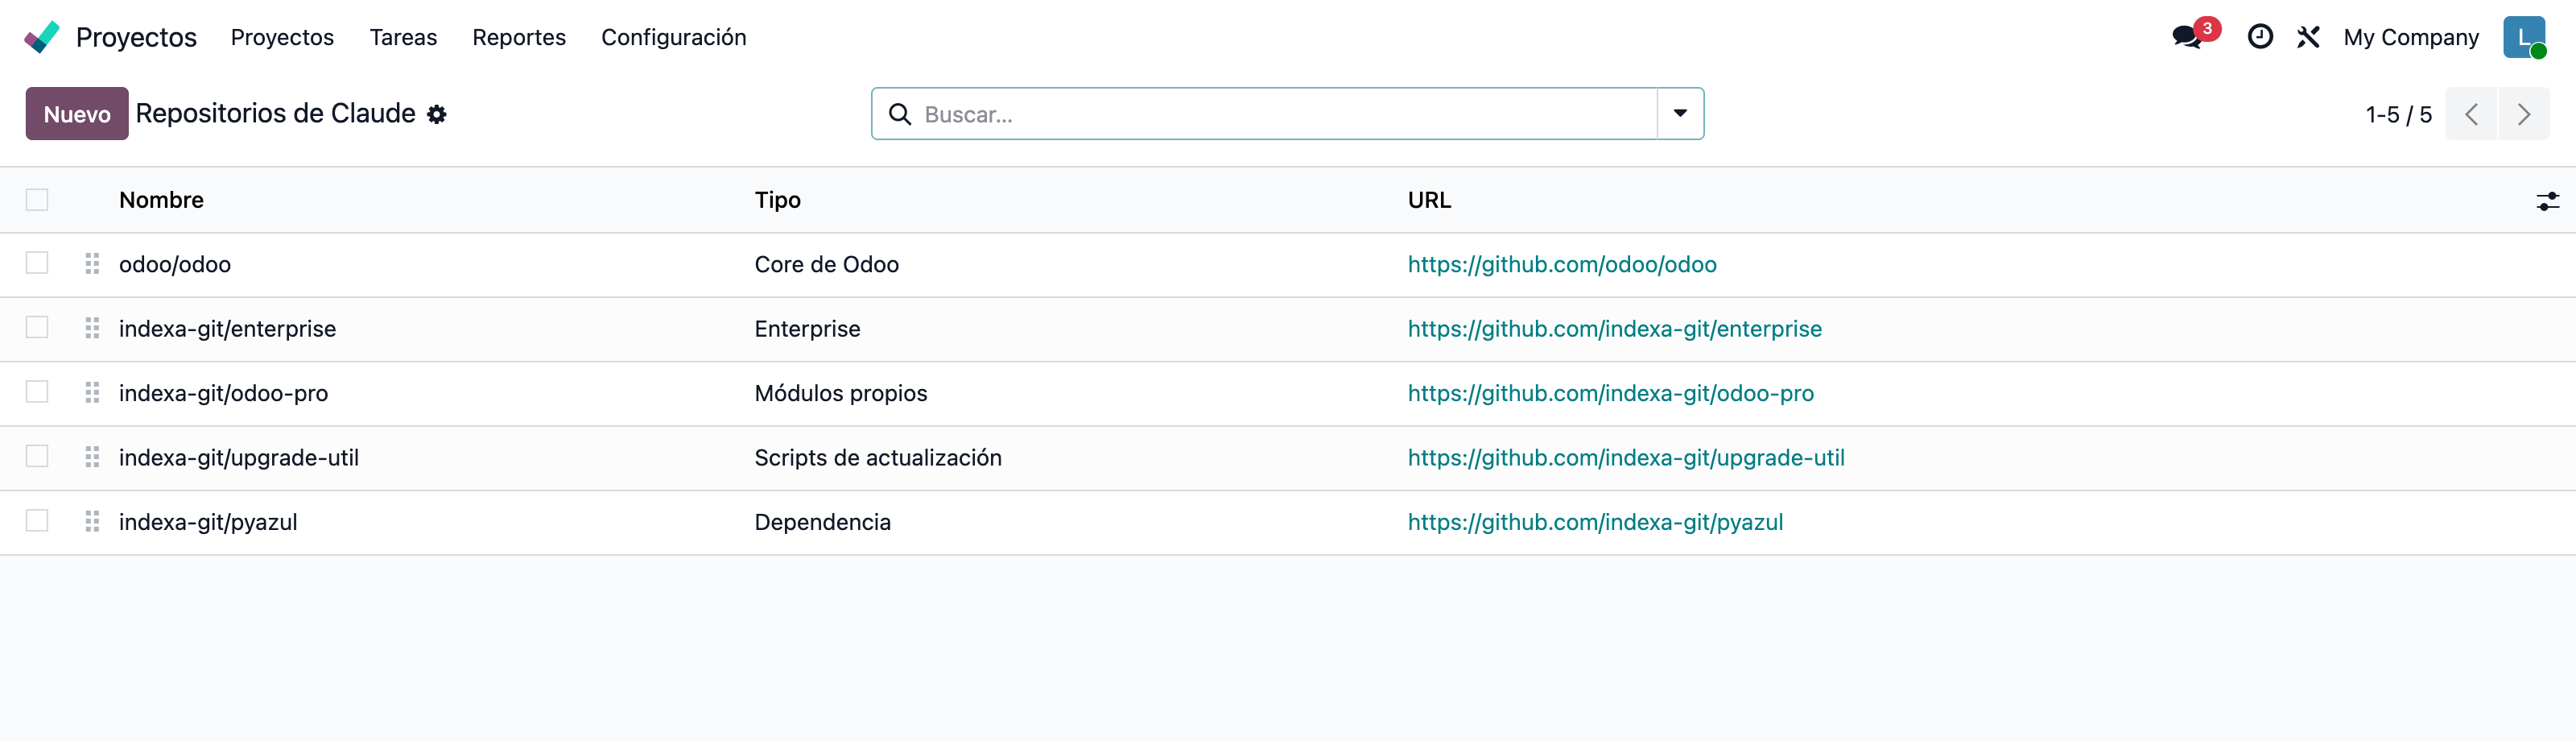 Proyectos Proyectos Tareas Reportes Configuración 3 My Company L
Nuevo Repositorios de Claude Buscar... 1-5 / 5
Nombre Tipo URL
odoo/odoo Core de Odoo https://github.com/odoo/odoo
indexa-git/enterprise Enterprise https://github.com/indexa-git/enterprise
indexa-git/odoo-pro Módulos propios https://github.com/indexa-git/odoo-pro
indexa-git/upgrade-util Scripts de actualización https://github.com/indexa-git/upgrade-util
indexa-git/pyazul Dependencia https://github.com/indexa-git/pyazul